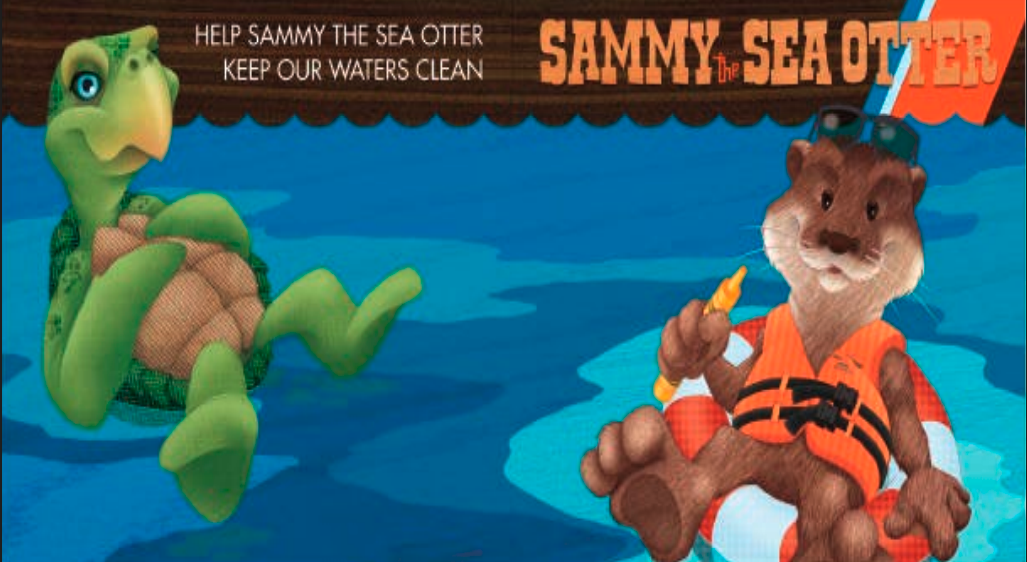 HELP SAMMY THE SEA OTTER
KEEP OUR WATERS CLEAN
SAMMY the SEA OTTER